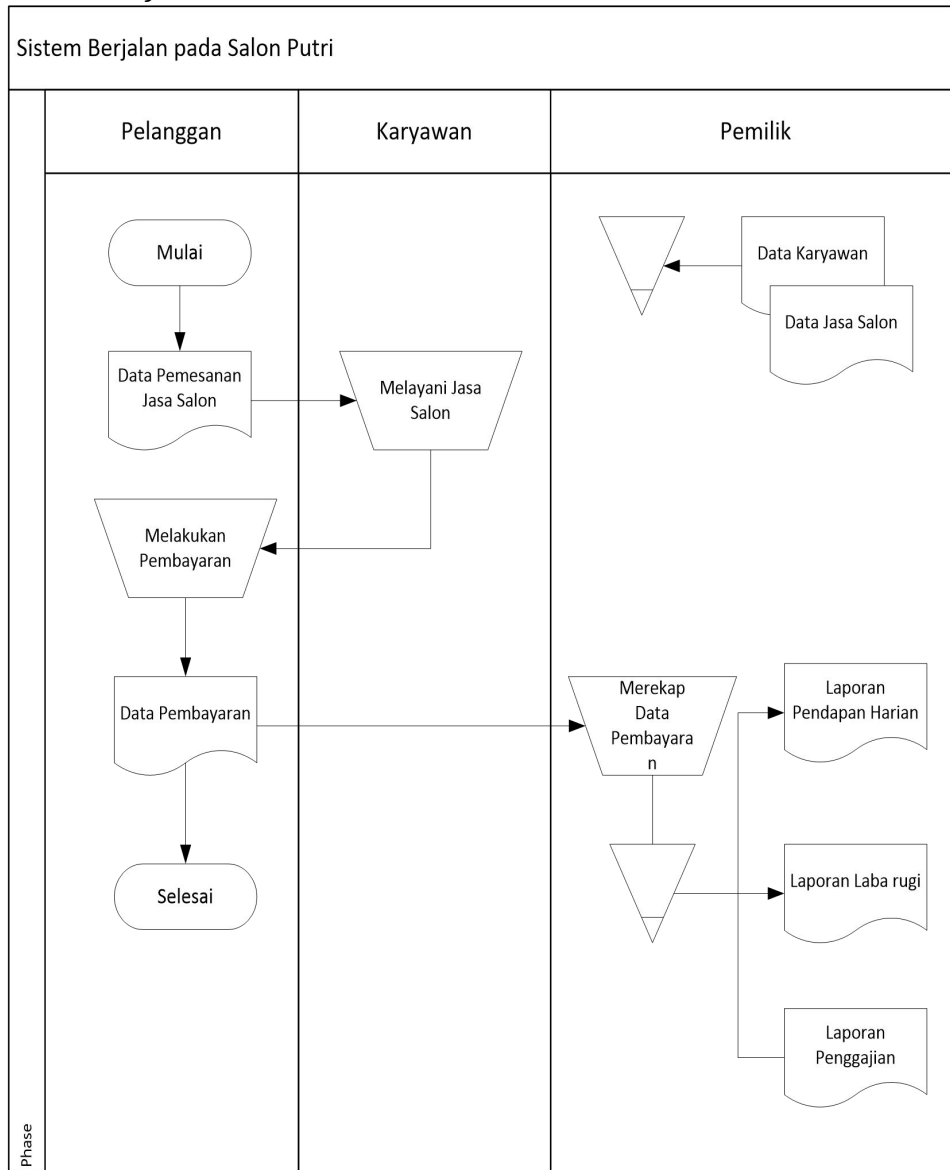 Sistem Berjalan pada Salon Putri
Pelanggan
Karyawan
Pemilik
Mulai
Data Karyawan
Data Jasa Salon
Data Pemesanan
Jasa Salon
Melayani Jasa
Salon
Melakukan
Pembayaran
Data Pembayaran
Merekap
Data
Pembayara
n
Laporan
Pendapan Harian
Selesai
Laporan Laba rugi
Laporan
Penggajian
Phase